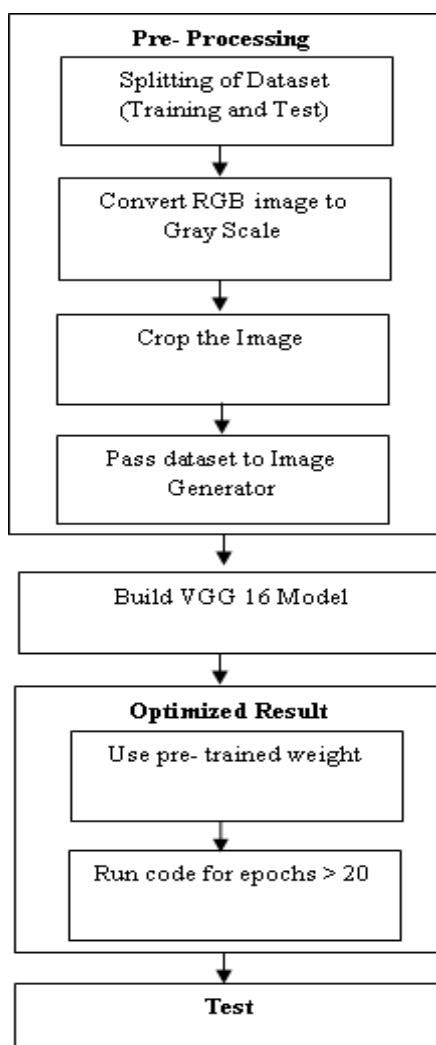 Pre- Processing
Splitting of Dataset
(Training and Test)
Convert RGB image to
Gray Scale
Crop the Image
Pass dataset to Image
Generator
Build VGG 16 Model
Optimized Result
Use pre- trained weight
Run code for epochs > 20
Test